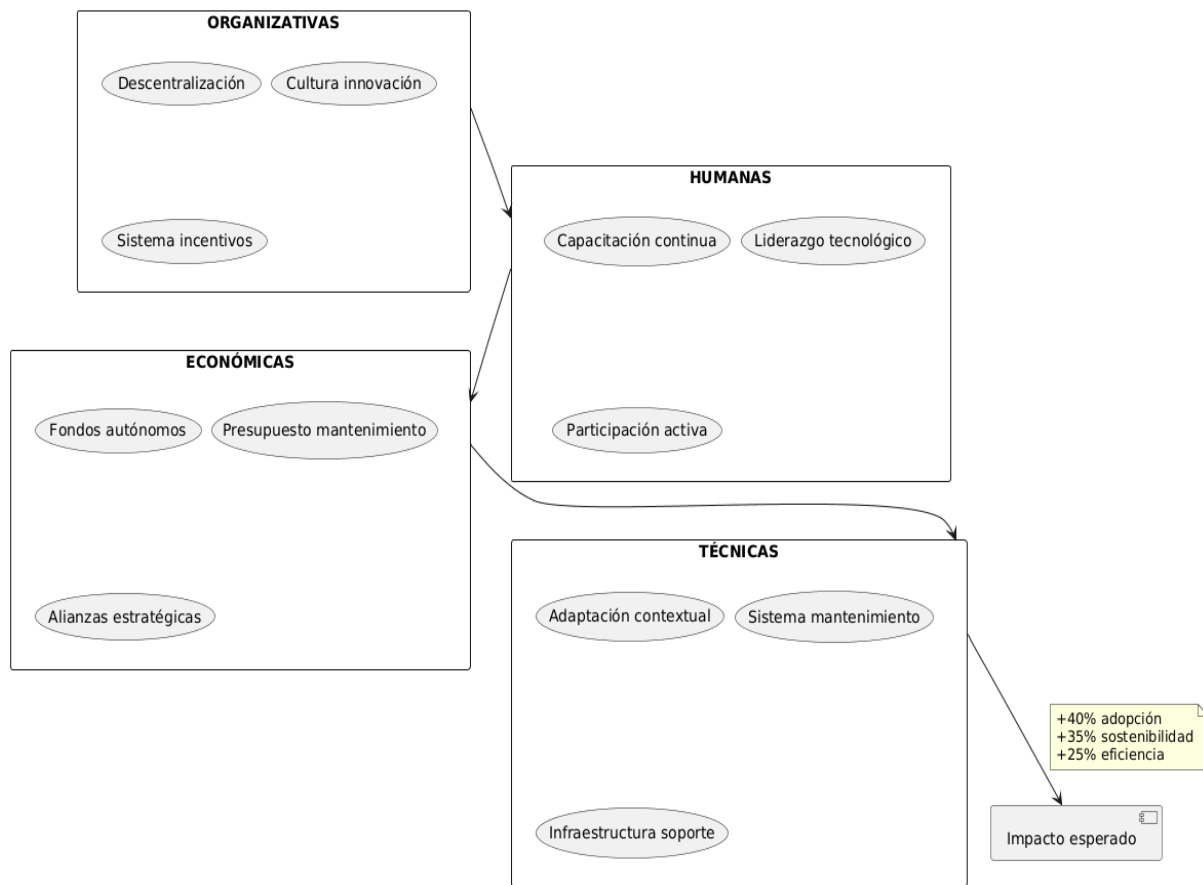 ORGANIZATIVAS
Descentralización
Cultura innovación
Sistema incentivos
HUMANAS
Capacitación continua
Liderazgo tecnológico
Participación activa
ECONÓMICAS
Fondos autónomos
Presupuesto mantenimiento
Alianzas estratégicas
TÉCNICAS
Adaptación contextual
Sistema mantenimiento
Infraestructura soporte
+40% adopción
+35% sostenibilidad
+25% eficiencia
Impacto esperado